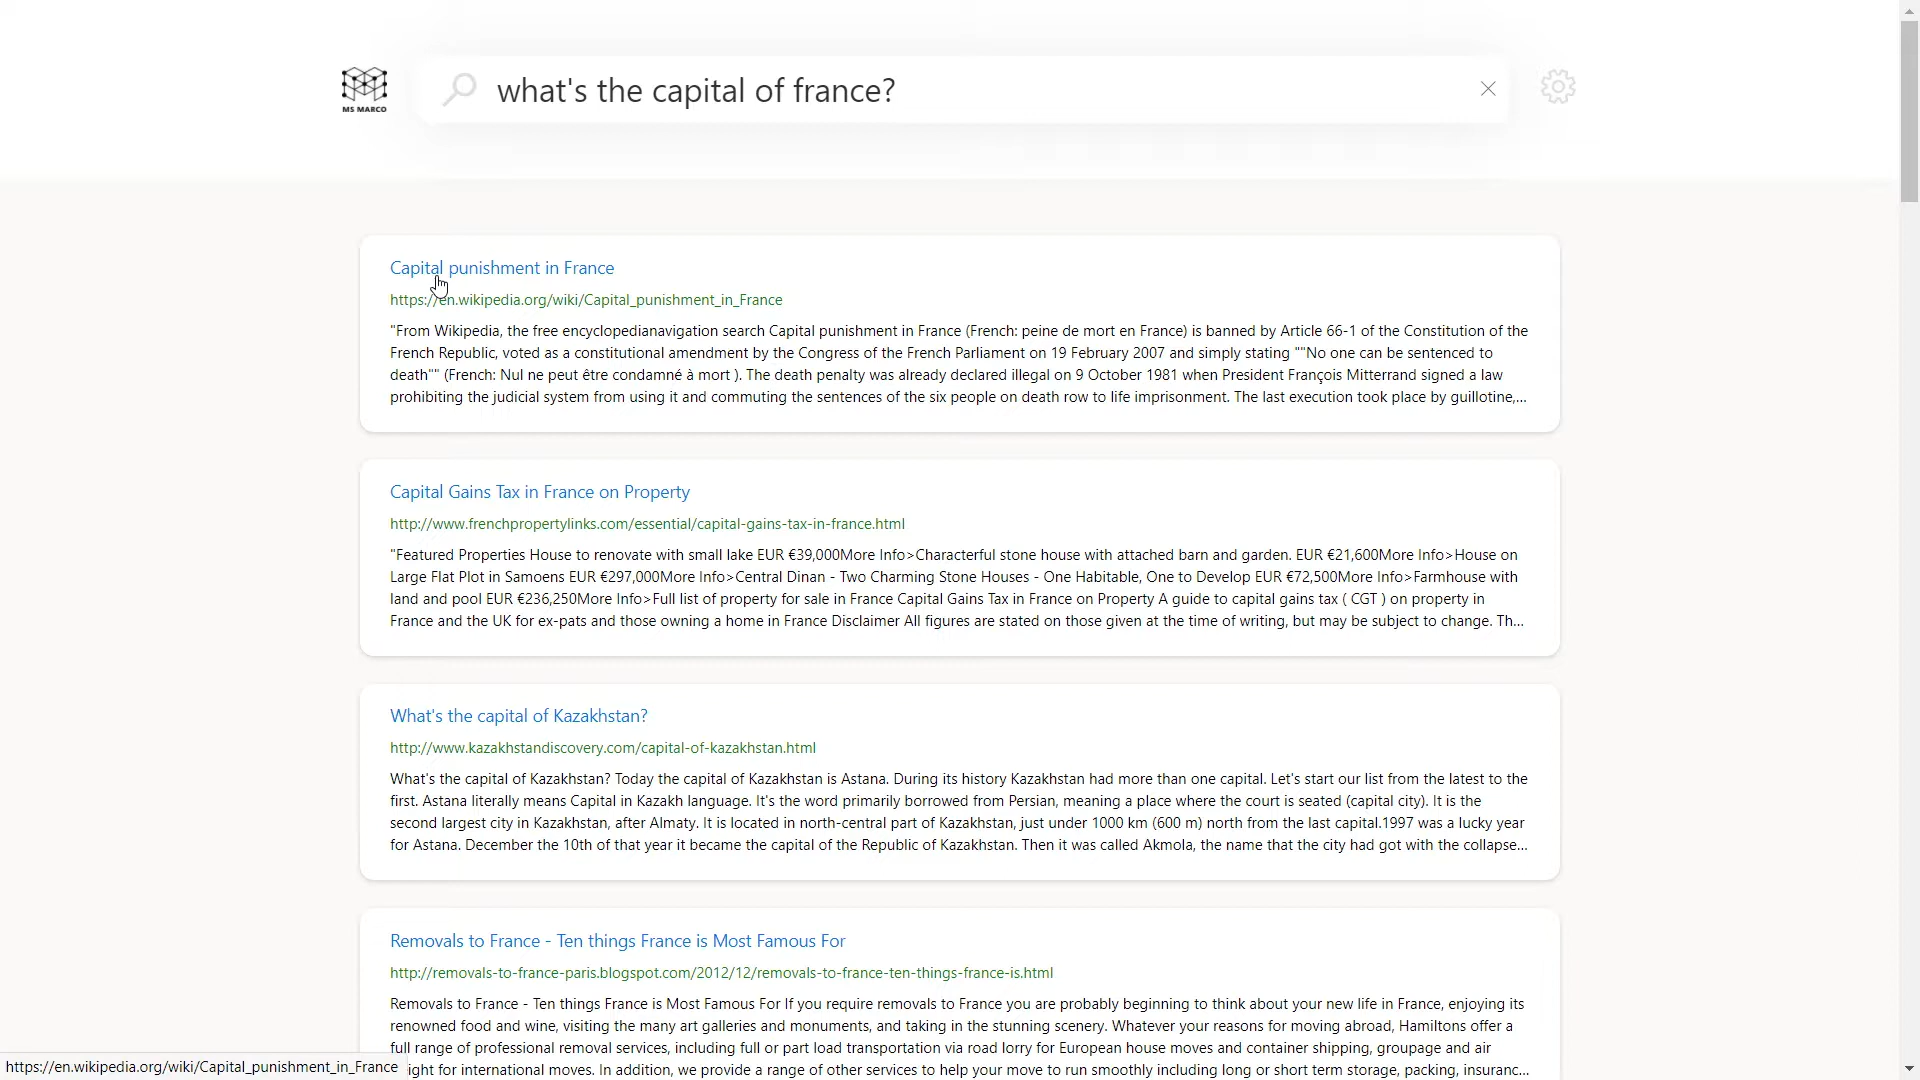 MS MARCO
what's the capital of france?
Capital punishment in France
https://en.wikipedia.org/wiki/Capital_punishment_in_France
"From Wikipedia, the free encyclopedianavigation search Capital punishment in France (French: peine de mort en France) is banned by Article 66-1 of the Constitution of the
French Republic, voted as a constitutional amendment by the Congress of the French Parliament on 19 February 2007 and simply stating ""No one can be sentenced to
death"" (French: Nul ne peut être condamné à mort ). The death penalty was already declared illegal on 9 October 1981 when President François Mitterrand signed a law
prohibiting the judicial system from using it and commuting the sentences of the six people on death row to life imprisonment. The last execution took place by guillotine,...
Capital Gains Tax in France on Property
http://www.frenchpropertylinks.com/essential/capital-gains-tax-in-france.html
"Featured Properties House to renovate with small lake EUR €39,000More Info>Characterful stone house with attached barn and garden. EUR €21,600More Info>House on
Large Flat Plot in Samoens EUR €297,000More Info>Central Dinan - Two Charming Stone Houses - One Habitable, One to Develop EUR €72,500More Info>Farmhouse with
land and pool EUR €236,250More Info>Full list of property for sale in France Capital Gains Tax in France on Property A guide to capital gains tax ( CGT ) on property in
France and the UK for ex-pats and those owning a home in France Disclaimer All figures are stated on those given at the time of writing, but may be subject to change. Th...
What's the capital of Kazakhstan?
http://www.kazakhstandiscovery.com/capital-of-kazakhstan.html
What's the capital of Kazakhstan? Today the capital of Kazakhstan is Astana. During its history Kazakhstan had more than one capital. Let's start our list from the latest to the
first. Astana literally means Capital in Kazakh language. It's the word primarily borrowed from Persian, meaning a place where the court is seated (capital city). It is the
second largest city in Kazakhstan, after Almaty. It is located in north-central part of Kazakhstan, just under 1000 km (600 m) north from the last capital.1997 was a lucky year
for Astana. December the 10th of that year it became the capital of the Republic of Kazakhstan. Then it was called Akmola, the name that the city had got with the collapse...
Removals to France - Ten things France is Most Famous For
http://removals-to-france-paris.blogspot.com/2012/12/removals-to-france-ten-things-france-is.html
Removals to France - Ten things France is Most Famous For If you require removals to France you are probably beginning to think about your new life in France, enjoying its
renowned food and wine, visiting the many art galleries and monuments, and taking in the stunning scenery. Whatever your reasons for moving abroad, Hamiltons offer a
full range of professional removal services, including full or part load transportation via road lorry for European house moves and container shipping, groupage and air
ight for international moves. In addition, we provide a range of other services to help your move to run smoothly including long or short term storage, packing, insuranc...
https://en.wikipedia.org/wiki/Capital_punishment_in_France